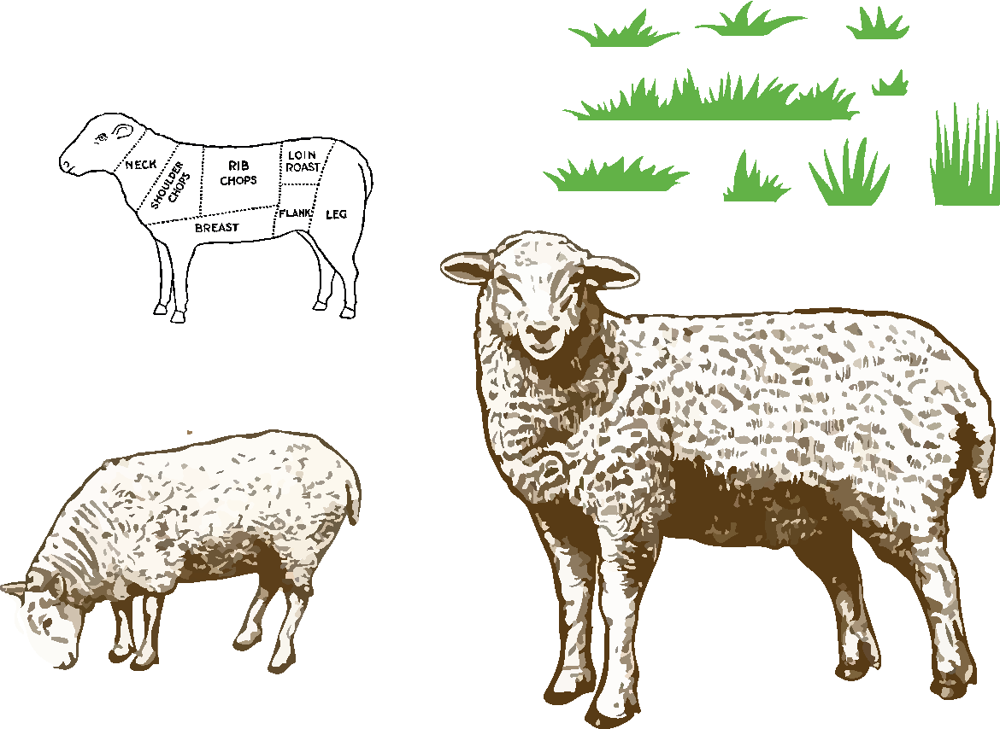 NECK
SHOULDER
CHOPS
RIB
CHOPS
LOIN
ROAST
FLANK
LEG
BREAST